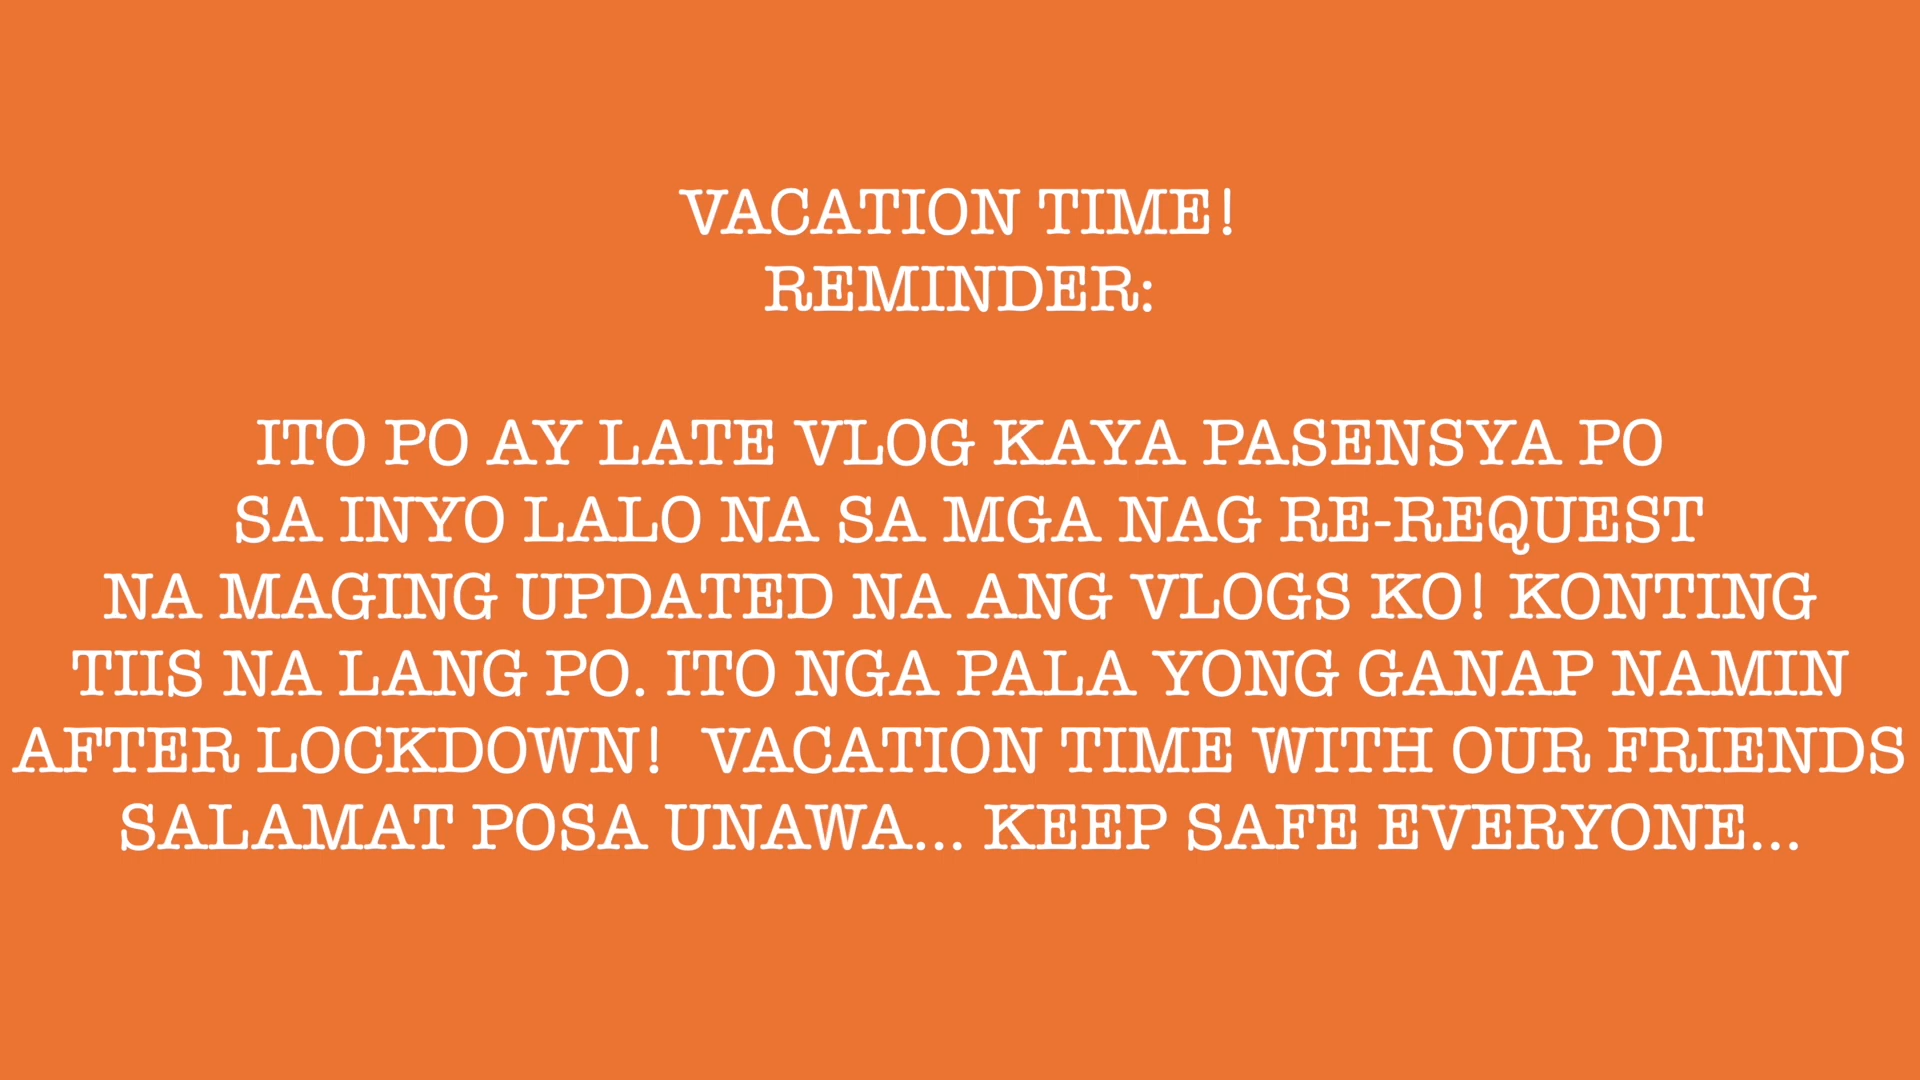 VACATION TIME!
REMINDER:
ITO PO AY LATE VLOG KAYA PASENSYA PO
SA INYO LALO NA SA MGA NAG RE-REQUEST
NA MAGING UPDATED NA ANG VLOGS KO! KONTING
TIIS NA LANG PO. ITO NGA PALA YONG GANAP NAMIN
AFTER LOCKDOWN!  VACATION TIME WITH OUR FRIENDS
SALAMAT POSA UNAWA... KEEP SAFE EVERYONE...